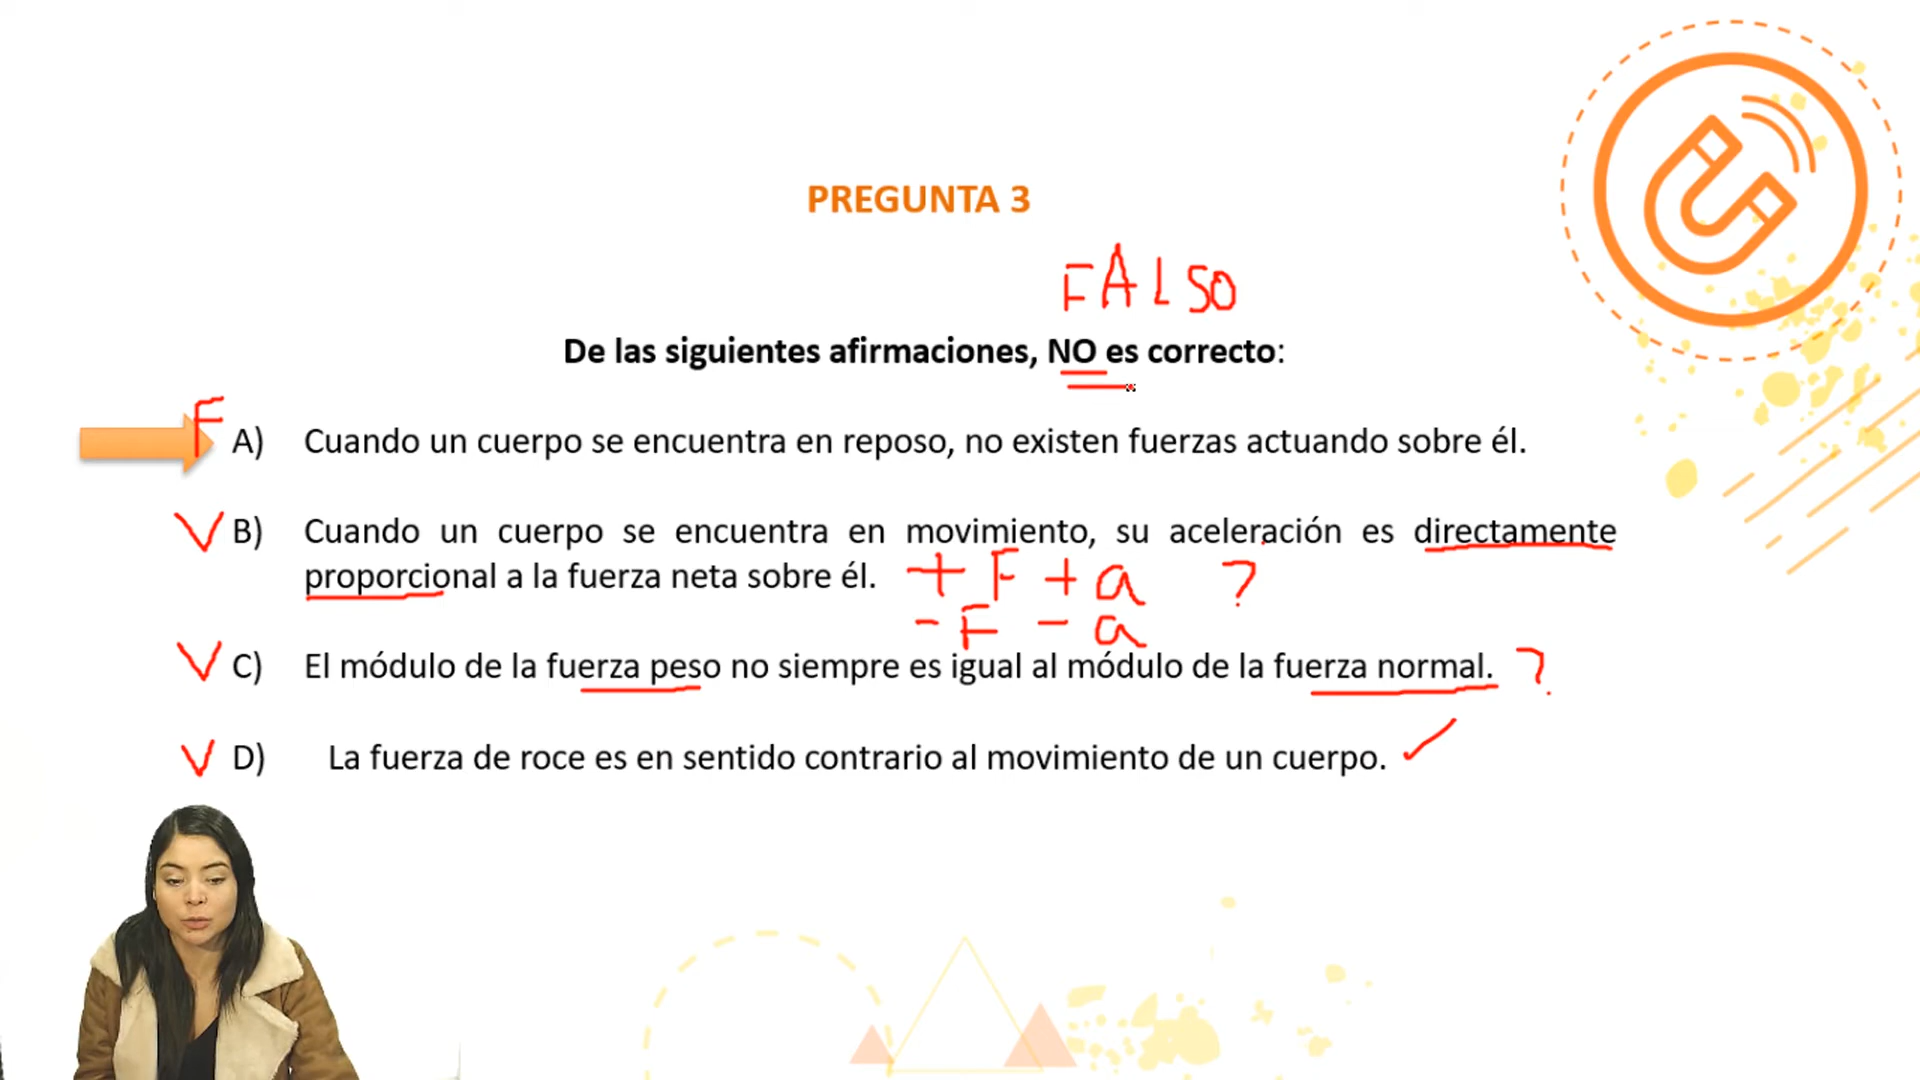 PREGUNTA 3
FALSO
De las siguientes afirmaciones, NO es correcto:
F
A) Cuando un cuerpo se encuentra en reposo, no existen fuerzas actuando sobre él.
V B) Cuando un cuerpo se encuentra en movimiento, su aceleración es directamente
proporcional a la fuerza neta sobre él. + F + a ?
- F - a
V C) El módulo de la fuerza peso no siempre es igual al módulo de la fuerza normal. ?
V D) La fuerza de roce es en sentido contrario al movimiento de un cuerpo. ✓